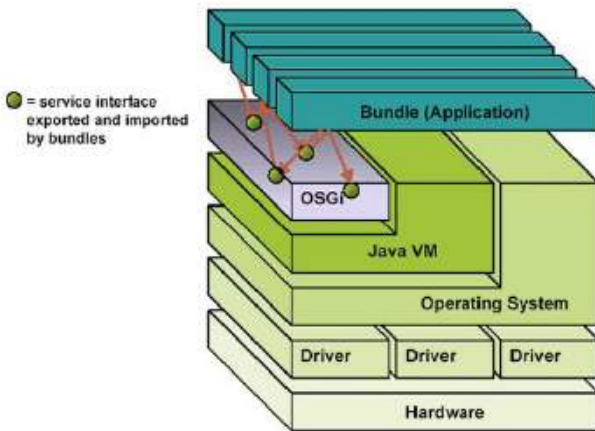 Bundle (Application)
= service interface
exported and imported
by bundles
OSGi
Java VM
Operating System
Driver
Driver
Driver
Hardware